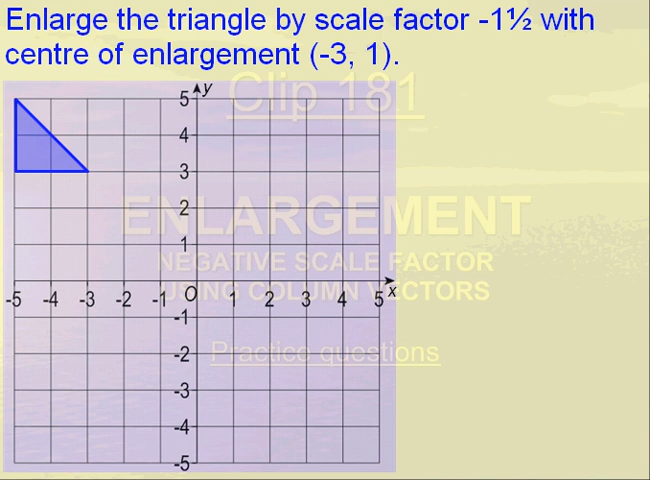 Enlarge the triangle by scale factor -1½ with
centre of enlargement (-3, 1).
Clip 181
ENLARGEMENT
NEGATIVE SCALE FACTOR
USING COLUMN VECTORS
Practice questions
y
5
4
3
2
1
-5 -4 -3 -2 -1 O 1 2 3 4 5 x
-1
-2
-3
-4
-5